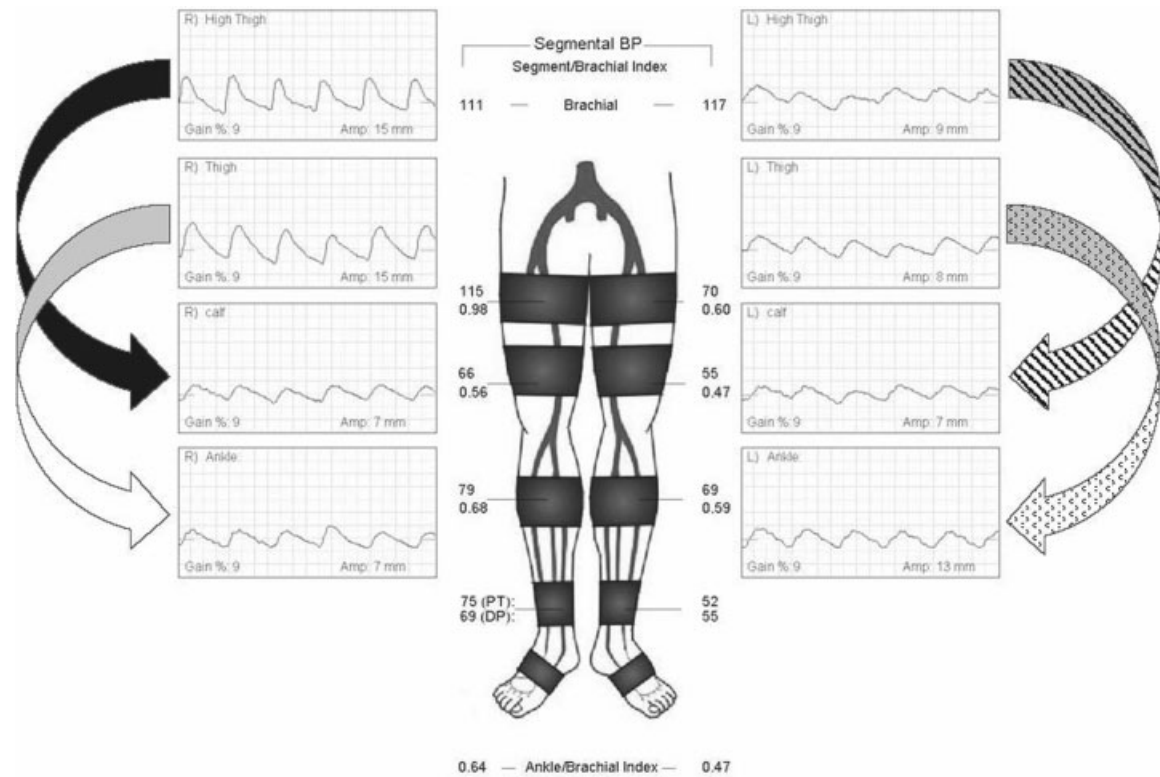 R) High Thigh
Gain %: 9 Amp: 15 mm
R) Thigh
Gain %: 9 Amp: 15 mm
R) calf
Gain %: 9 Amp: 7 mm
R) Ankle
Gain %: 9 Amp: 7 mm
Segmental BP
Segment/Brachial Index
111 — Brachial — 117
115
0.98
70
0.60
66
0.56
55
0.47
79
0.68
69
0.59
75 (PT):
69 (DP):
52
55
0.64 — Ankle/Brachial Index — 0.47
L) High Thigh
Gain %: 9 Amp: 9 mm
L) Thigh
Gain %: 9 Amp: 8 mm
L) calf
Gain %: 9 Amp: 7 mm
L) Ankle
Gain %: 9 Amp: 13 mm